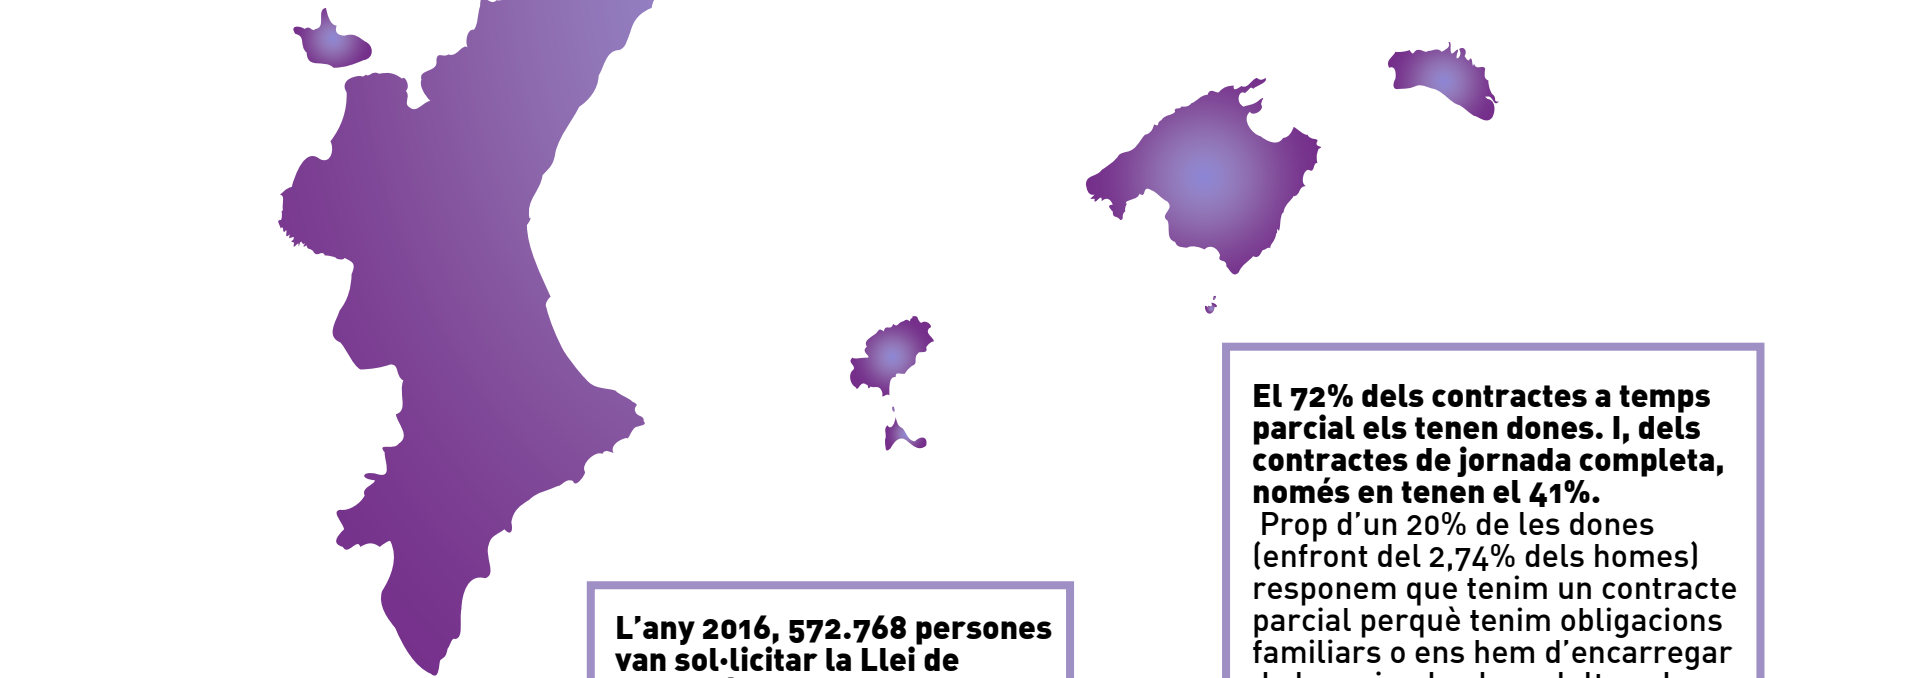 L’any 2016, 572.768 persones
van sol·licitar la Llei de
El 72% dels contractes a temps
parcial els tenen dones. I, dels
contractes de jornada completa,
només en tenen el 41%.
Prop d’un 20% de les dones
(enfront del 2,74% dels homes)
responem que tenim un contracte
parcial perquè tenim obligacions
familiars o ens hem d’encarregar